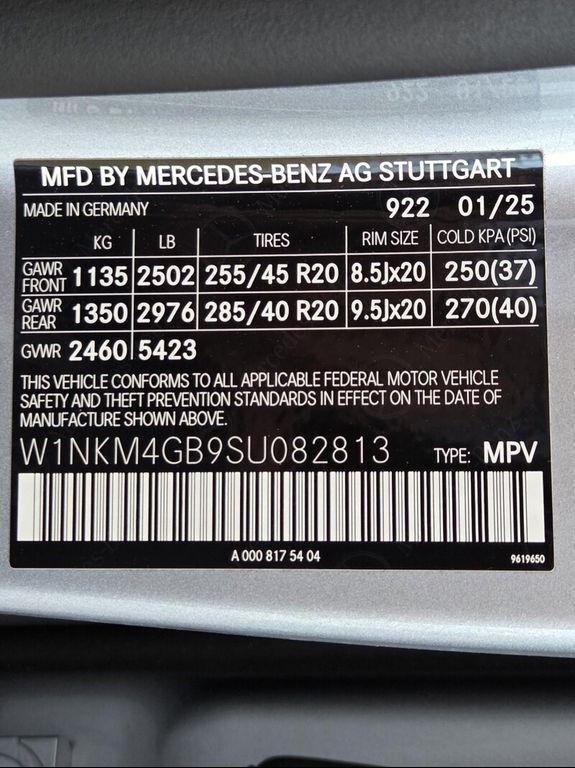 MFD BY MERCEDES-BENZ AG STUTTGART
MADE IN GERMANY 922 01/25
KG LB TIRES RIM SIZE COLD KPA(PSI)
GAWR FRONT 1135 2502 255/45 R20 8.5Jx20 250(37)
GAWR REAR 1350 2976 285/40 R20 9.5Jx20 270(40)
GVWR 2460 5423
THIS VEHICLE CONFORMS TO ALL APPLICABLE FEDERAL MOTOR VEHICLE
SAFETY AND THEFT PREVENTION STANDARDS IN EFFECT ON THE DATE OF
MANUFACTURE SHOWN ABOVE.
W1NKM4GB9SU082813 TYPE: MPV
A 000 817 54 04 9619650